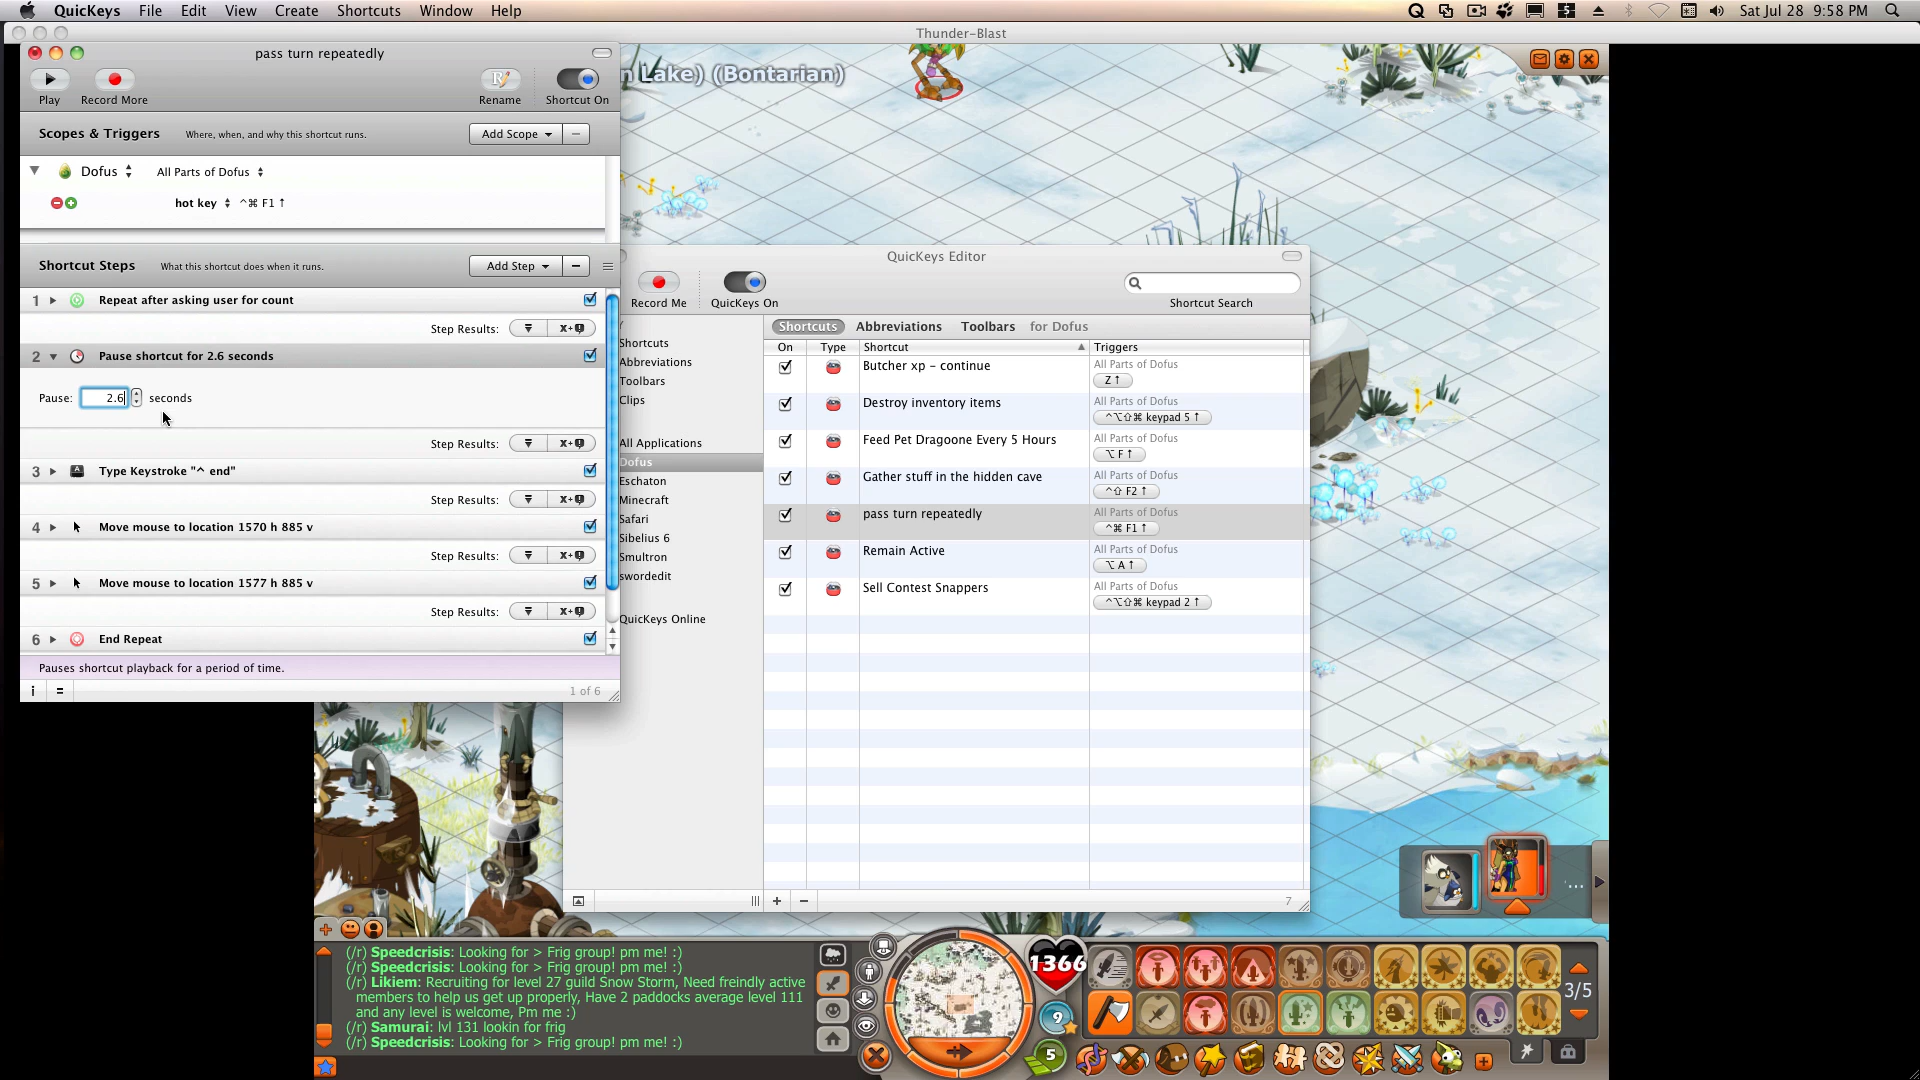 QuicKeys File Edit View Create Shortcuts Window Help
Sat Jul 28 9:58 PM
Thunder-Blast
pass turn repeatedly
Play Record More Rename Shortcut On
n Lake) (Bontarian)
Scopes & Triggers Where, when, and why this shortcut runs. Add Scope
Dofus All Parts of Dofus
hot key ^⌘ F1 ↑
Shortcut Steps What this shortcut does when it runs. Add Step
1 Repeat after asking user for count
Step Results:
2 Pause shortcut for 2.6 seconds
Pause: 2.6 seconds
Step Results:
3 Type Keystroke "^ end"
Step Results:
4 Move mouse to location 1570 h 885 v
Step Results:
5 Move mouse to location 1577 h 885 v
Step Results:
6 End Repeat
Pauses shortcut playback for a period of time.
1 of 6
QuicKeys Editor
Record Me QuicKeys On Shortcut Search
Shortcuts
Abbreviations
Toolbars
Clips
All Applications
Dofus
Eschaton
Minecraft
Safari
Sibelius 6
Smultron
swordedit
QuicKeys Online
Shortcuts Abbreviations Toolbars for Dofus
On Type Shortcut Triggers
Butcher xp - continue All Parts of Dofus
Z ↑
Destroy inventory items All Parts of Dofus
^⌥⇧⌘ keypad 5 ↑
Feed Pet Dragoone Every 5 Hours All Parts of Dofus
⌥ F ↑
Gather stuff in the hidden cave All Parts of Dofus
^⇧ F2 ↑
pass turn repeatedly All Parts of Dofus
^⌘ F1 ↑
Remain Active All Parts of Dofus
⌥ A ↑
Sell Contest Snappers All Parts of Dofus
^⌥⇧⌘ keypad 2 ↑
7
(/r) Speedcrisis: Looking for > Frig group! pm me! :)
(/r) Speedcrisis: Looking for > Frig group! pm me! :)
(/r) Likiem: Recruiting for level 27 guild Snow Storm, Need freindly active
members to help us get up properly, Have 2 paddocks average level 111
and any level is welcome, Pm me :)
(/r) Samurai: lvl 131 lookin for frig
(/r) Speedcrisis: Looking for > Frig group! pm me! :)
1366
9
5
3/5